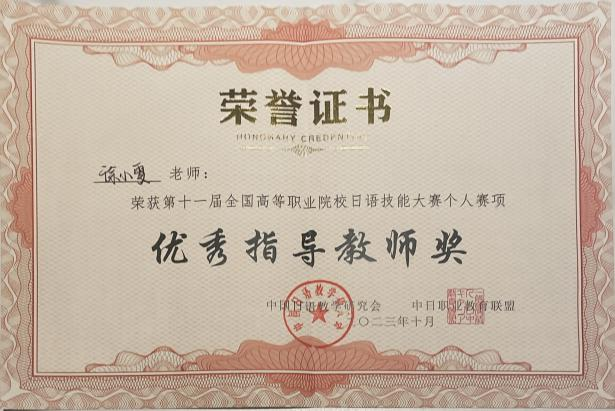 荣誉证书
HONORARY CREDENTIAL
徐小雯 老师：
荣获第十一届全国高等职业院校日语技能大赛个人赛项
优秀指导教师奖
中国日语教学研究会 中日职业教育联盟
二〇二三年十月